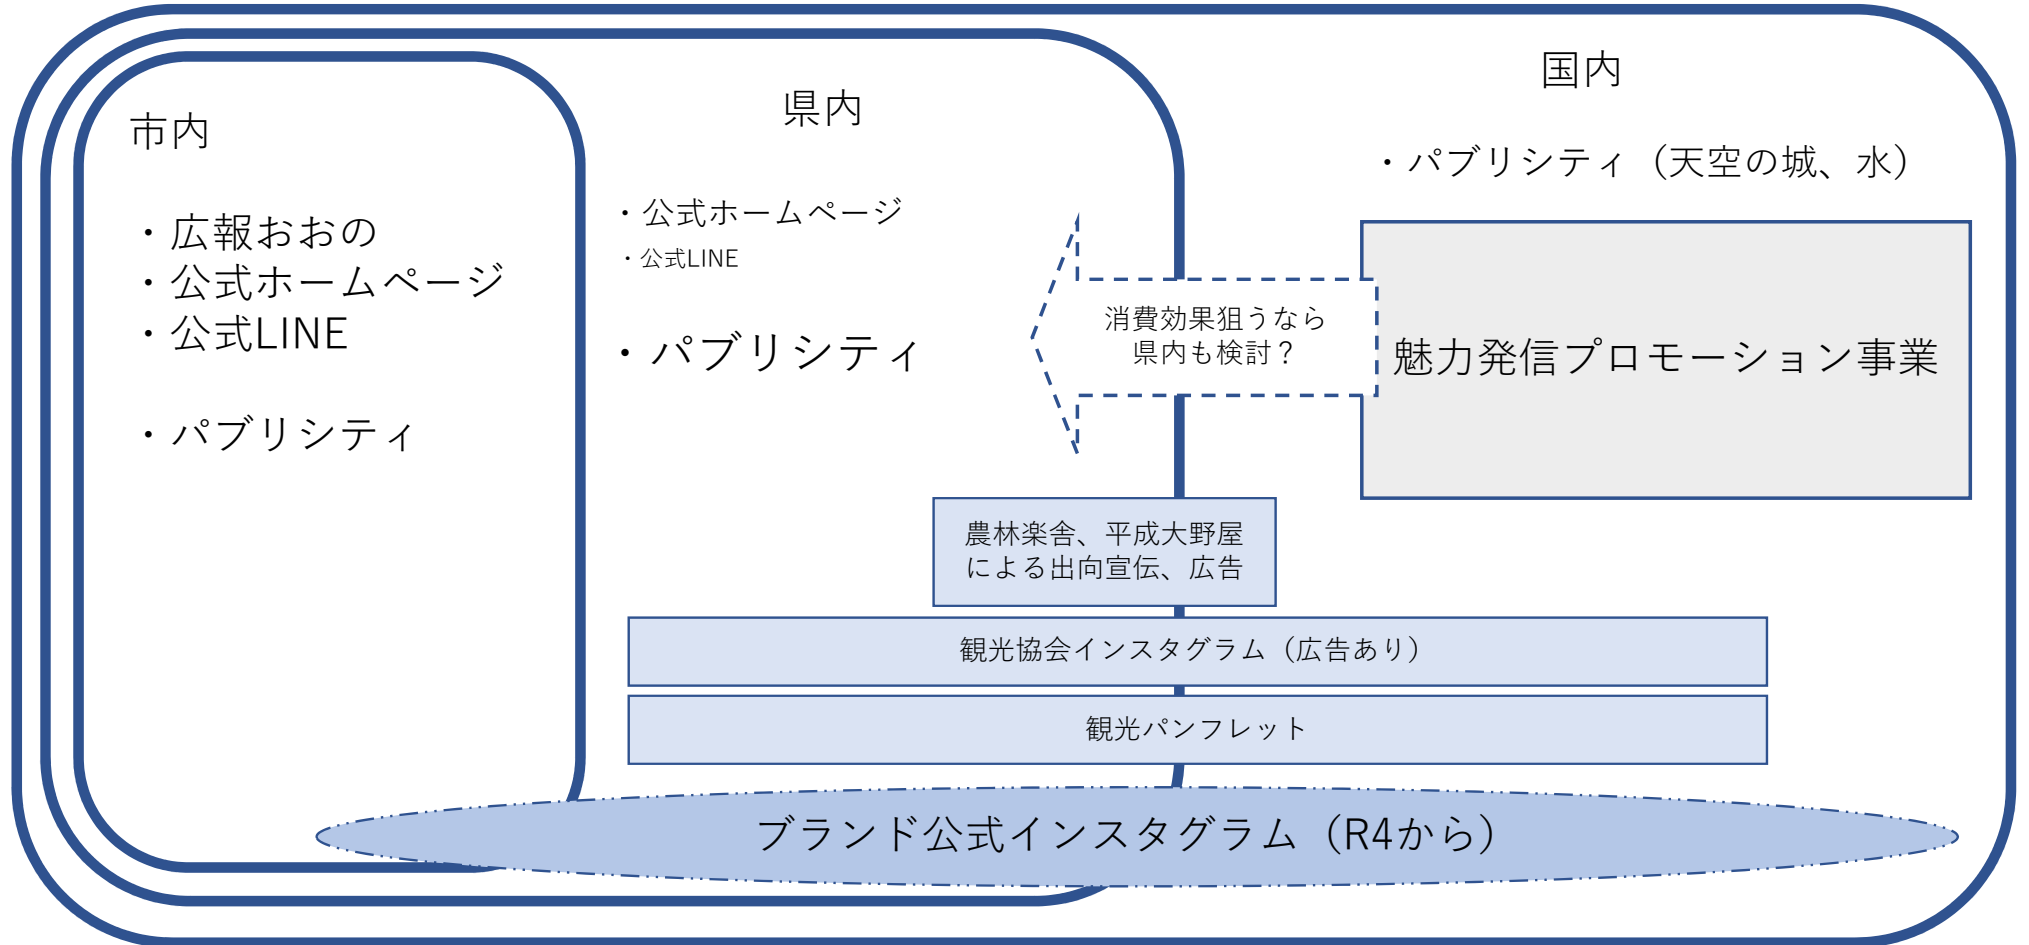 市内
・広報おおの
・公式ホームページ
・公式LINE
・パブリシティ
県内
・公式ホームページ
・公式LINE
・パブリシティ
国内
・パブリシティ（天空の城、水）
消費効果狙うなら
県内も検討？
魅力発信プロモーション事業
農林楽舎、平成大野屋
による出向宣伝、広告
観光協会インスタグラム（広告あり）
観光パンフレット
ブランド公式インスタグラム（R4から）